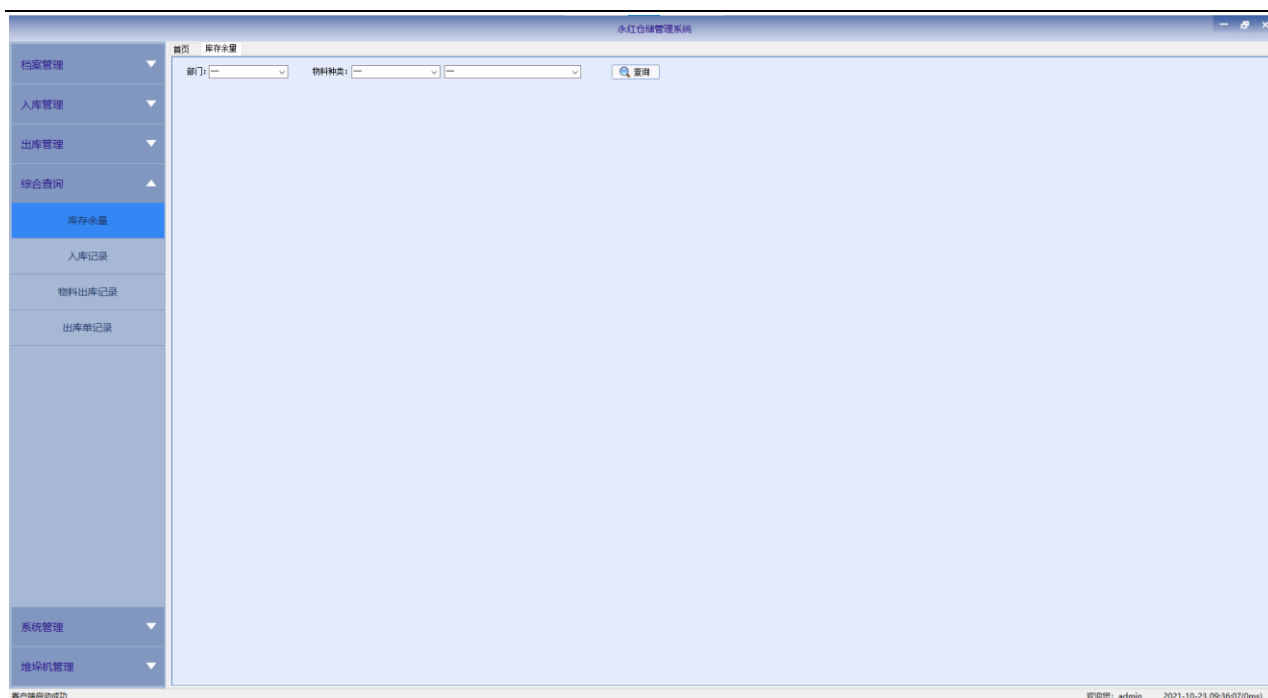 永红仓储管理系统
档案管理
入库管理
出库管理
综合查询
库存余量
入库记录
物料出库记录
出库单记录
系统管理
堆垛机管理
首页 库存余量
部门: — 物料种类: — — 查询
客户端启动成功
欢迎您: admin 2021-10-23 09:36:07(0ms)